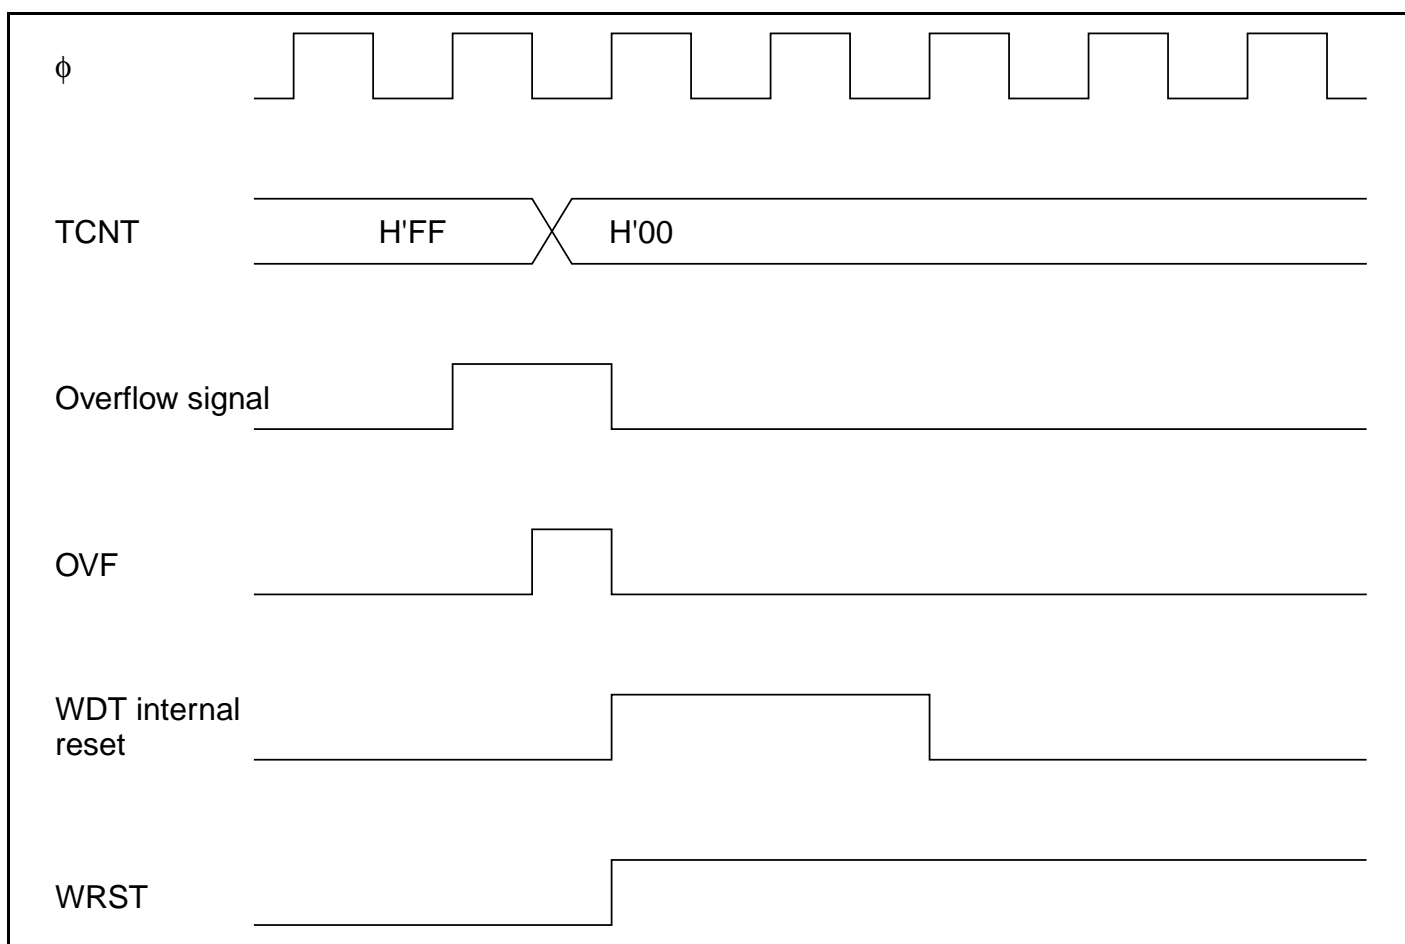 ϕ
TCNT
H'FF
H'00
Overflow signal
OVF
WDT internal
reset
WRST